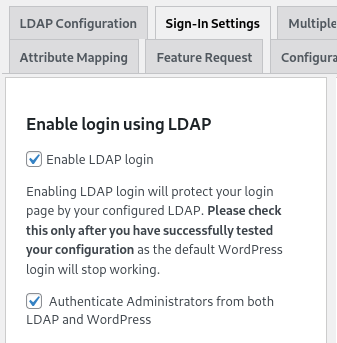 LDAP Configuration Sign-In Settings Multiple
Attribute Mapping Feature Request Configura
Enable login using LDAP
Enable LDAP login
Enabling LDAP login will protect your login
page by your configured LDAP. Please check
this only after you have successfully tested
your configuration as the default WordPress
login will stop working.
Authenticate Administrators from both
LDAP and WordPress